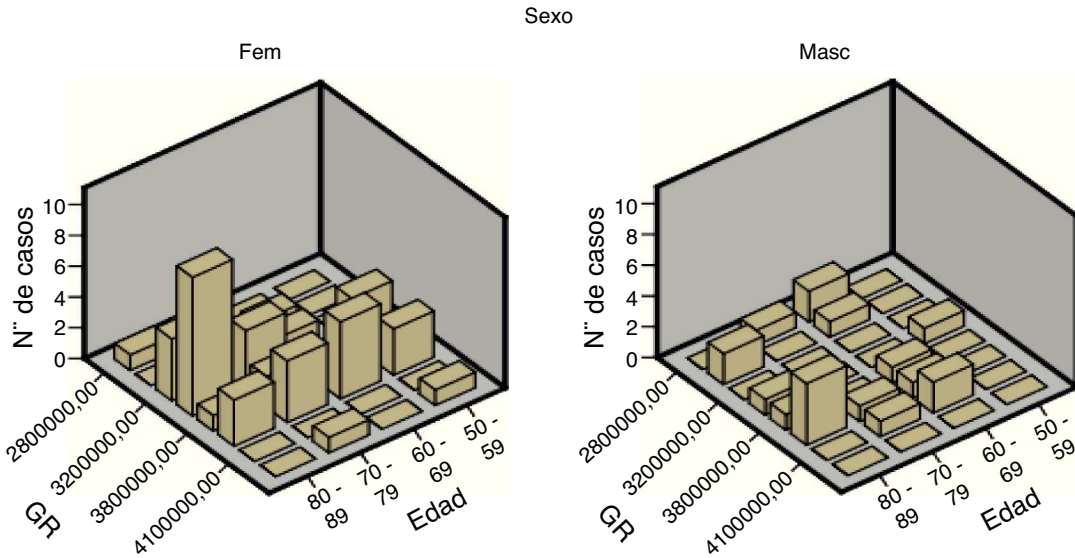 Sexo
Fem
Masc
N¨ de casos
10
8
6
4
2
0
2800000,00
3200000,00
3800000,00
4100000,00
GR
80 - 89
70 - 79
60 - 69
50 - 59
Edad
N¨ de casos
10
8
6
4
2
0
2800000,00
3200000,00
3800000,00
4100000,00
GR
80 - 89
70 - 79
60 - 69
50 - 59
Edad